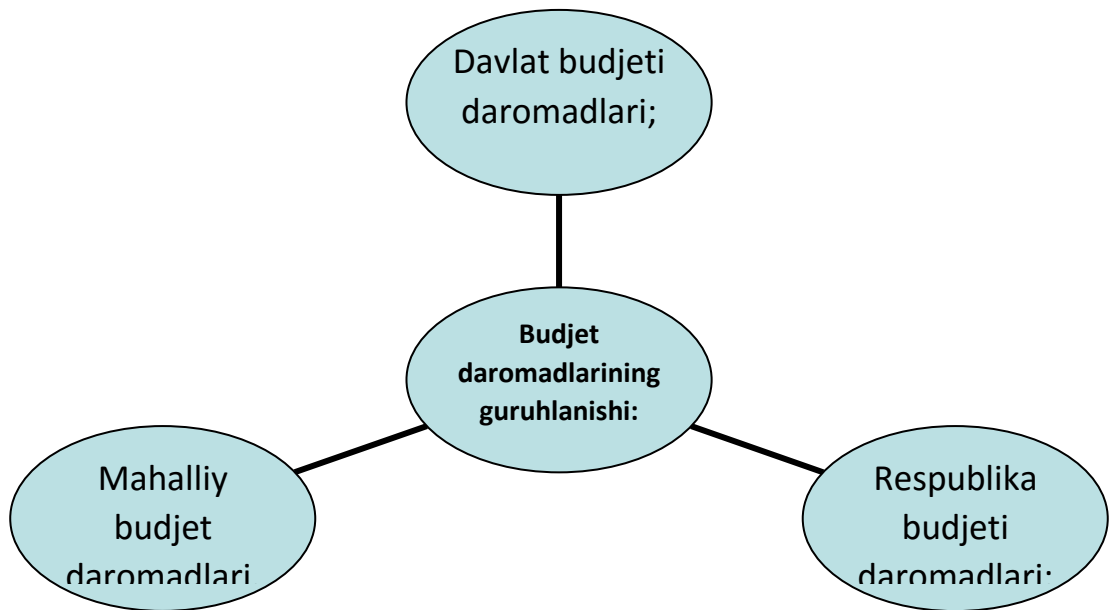 Davlat budjeti
daromadlari;
Budjet
daromadlarining
guruhlanishi:
Mahalliy
budjet
daromadlari
Respublika
budjeti
daromadlari;